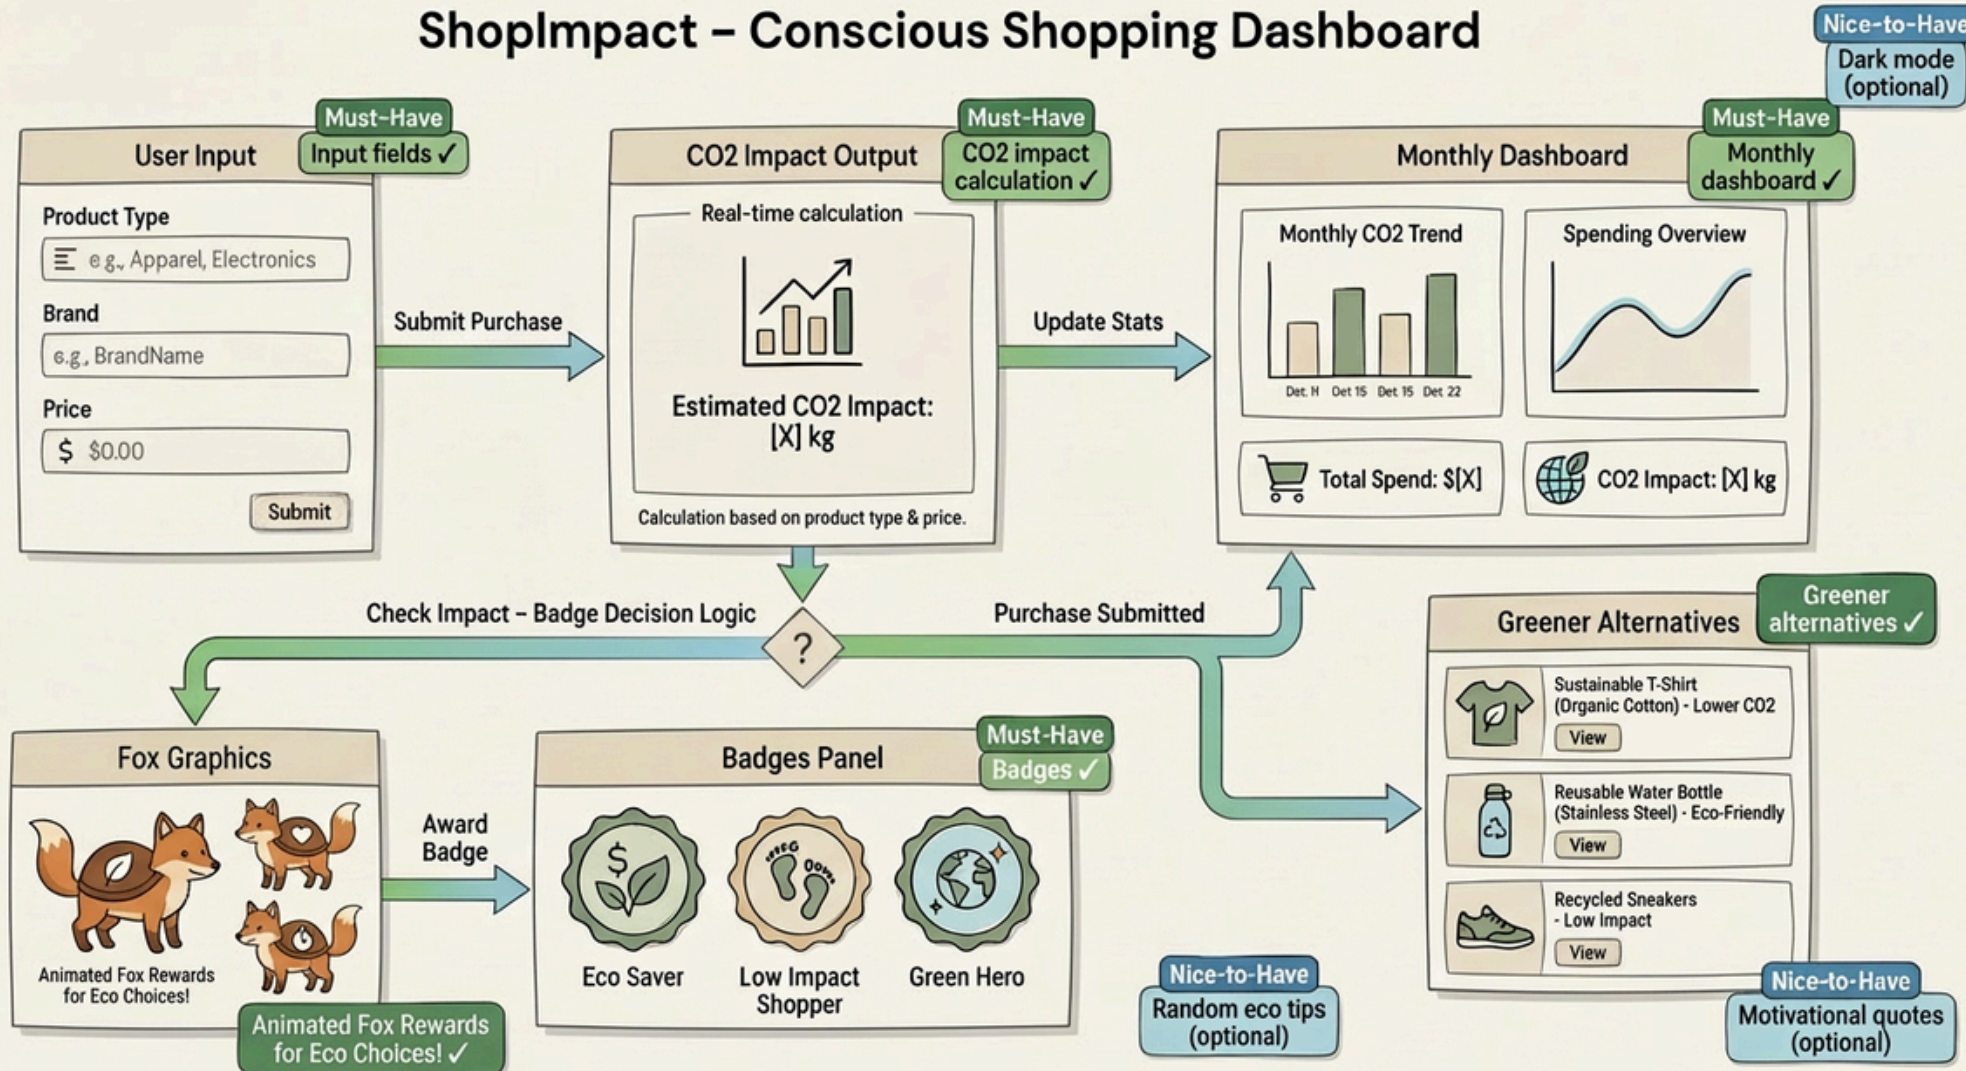 ShopImpact – Conscious Shopping Dashboard
Nice-to-Have
Dark mode
(optional)
User Input
Must-Have
Input fields ✓
Product Type
e.g., Apparel, Electronics
Brand
e.g., BrandName
Price
$ $0.00
Submit
Submit Purchase
CO2 Impact Output
Must-Have
CO2 impact
calculation ✓
Real-time calculation
Estimated CO2 Impact:
[X] kg
Calculation based on product type & price.
Update Stats
Monthly Dashboard
Must-Have
Monthly
dashboard ✓
Monthly CO2 Trend
Det. H Det 15 Det 15 Det 22
Spending Overview
Total Spend: $[X]
CO2 Impact: [X] kg
Check Impact – Badge Decision Logic
?
Purchase Submitted
Fox Graphics
Animated Fox Rewards
for Eco Choices!
Animated Fox Rewards
for Eco Choices! ✓
Award
Badge
Badges Panel
Must-Have
Badges ✓
$
Eco Saver
Low Impact
Shopper
Green Hero
Greener Alternatives
Greener
alternatives ✓
Sustainable T-Shirt
(Organic Cotton) - Lower CO2
View
Reusable Water Bottle
(Stainless Steel) - Eco-Friendly
View
Recycled Sneakers
- Low Impact
View
Nice-to-Have
Random eco tips
(optional)
Nice-to-Have
Motivational quotes
(optional)